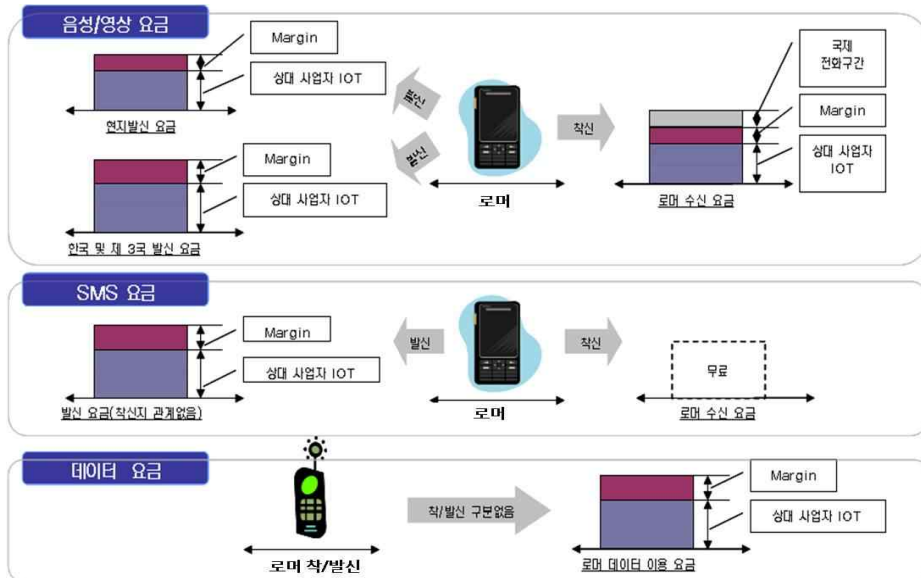 음성/영상 요금
Margin
상대 사업자 IOT
현지발신 요금
Margin
상대 사업자 IOT
한국 및 제 3국 발신 요금
발신
발신
로머
착신
국제
전화구간
Margin
상대 사업자
IOT
로머 수신 요금
SMS 요금
Margin
상대 사업자 IOT
발신 요금(착신지 관계없음)
발신
로머
착신
무료
로머 수신 요금
데이터 요금
로머 착/발신
착/발신 구분없음
Margin
상대 사업자 IOT
로머 데이터 이용 요금